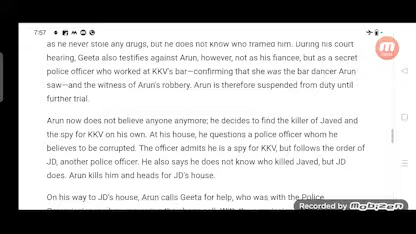 7:57
as he never stole any drugs, but he does not know who framed him. During his court
hearing, Geeta also testifies against Arun, however, not as his fiancee, but as a secret
police officer who worked at KKV's bar—confirming that she was the bar dancer Arun
saw—and the witness of Arun's robbery. Arun is therefore suspended from duty until
further trial.
Arun now does not believe anyone anymore; he decides to find the killer of Javed and
the spy for KKV on his own. At his house, he questions a police officer whom he
believes to be corrupted. The officer admits he is a spy for KKV, but follows the order of
JD, another police officer. He also says he does not know who killed Javed, but JD
does. Arun kills him and heads for JD's house.
On his way to JD's house, Arun calls Geeta for help, who was with the Police
Recorded by Mobizen